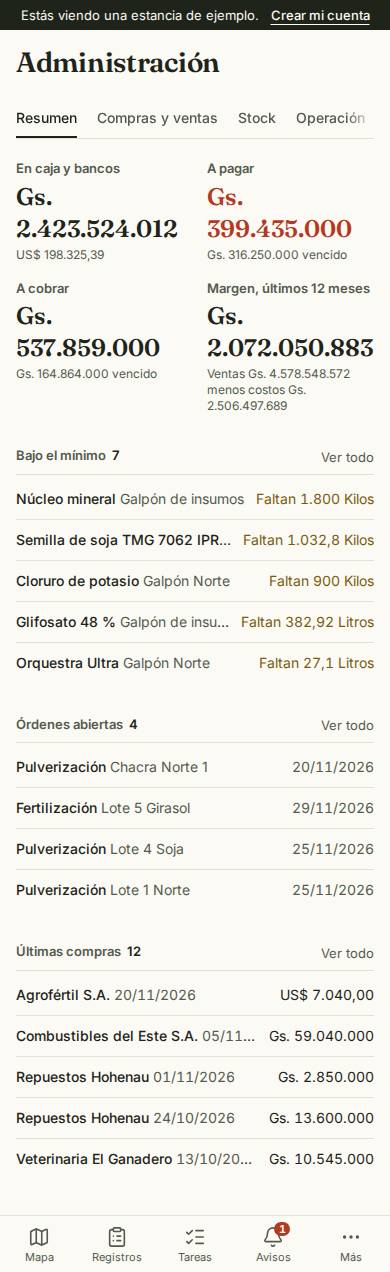 Estás viendo una estancia de ejemplo. Crear mi cuenta
Administración
Resumen Compras y ventas Stock Operación
En caja y bancos
Gs.
2.423.524.012
US$ 198.325,39
A pagar
Gs.
399.435.000
Gs. 316.250.000 vencido
A cobrar
Gs.
537.859.000
Gs. 164.864.000 vencido
Margen, últimos 12 meses
Gs.
2.072.050.883
Ventas Gs. 4.578.548.572
menos costos Gs.
2.506.497.689
Bajo el mínimo 7 Ver todo
Núcleo mineral Galpón de insumos Faltan 1.800 Kilos
Semilla de soja TMG 7062 IPR... Faltan 1.032,8 Kilos
Cloruro de potasio Galpón Norte Faltan 900 Kilos
Glifosato 48 % Galpón de insu... Faltan 382,92 Litros
Orquestra Ultra Galpón Norte Faltan 27,1 Litros
Órdenes abiertas 4 Ver todo
Pulverización Chacra Norte 1 20/11/2026
Fertilización Lote 5 Girasol 29/11/2026
Pulverización Lote 4 Soja 25/11/2026
Pulverización Lote 1 Norte 25/11/2026
Últimas compras 12 Ver todo
Agrofértil S.A. 20/11/2026 US$ 7.040,00
Combustibles del Este S.A. 05/11... Gs. 59.040.000
Repuestos Hohenau 01/11/2026 Gs. 2.850.000
Repuestos Hohenau 24/10/2026 Gs. 13.600.000
Veterinaria El Ganadero 13/10/20... Gs. 10.545.000
1
Mapa Registros Tareas Avisos Más